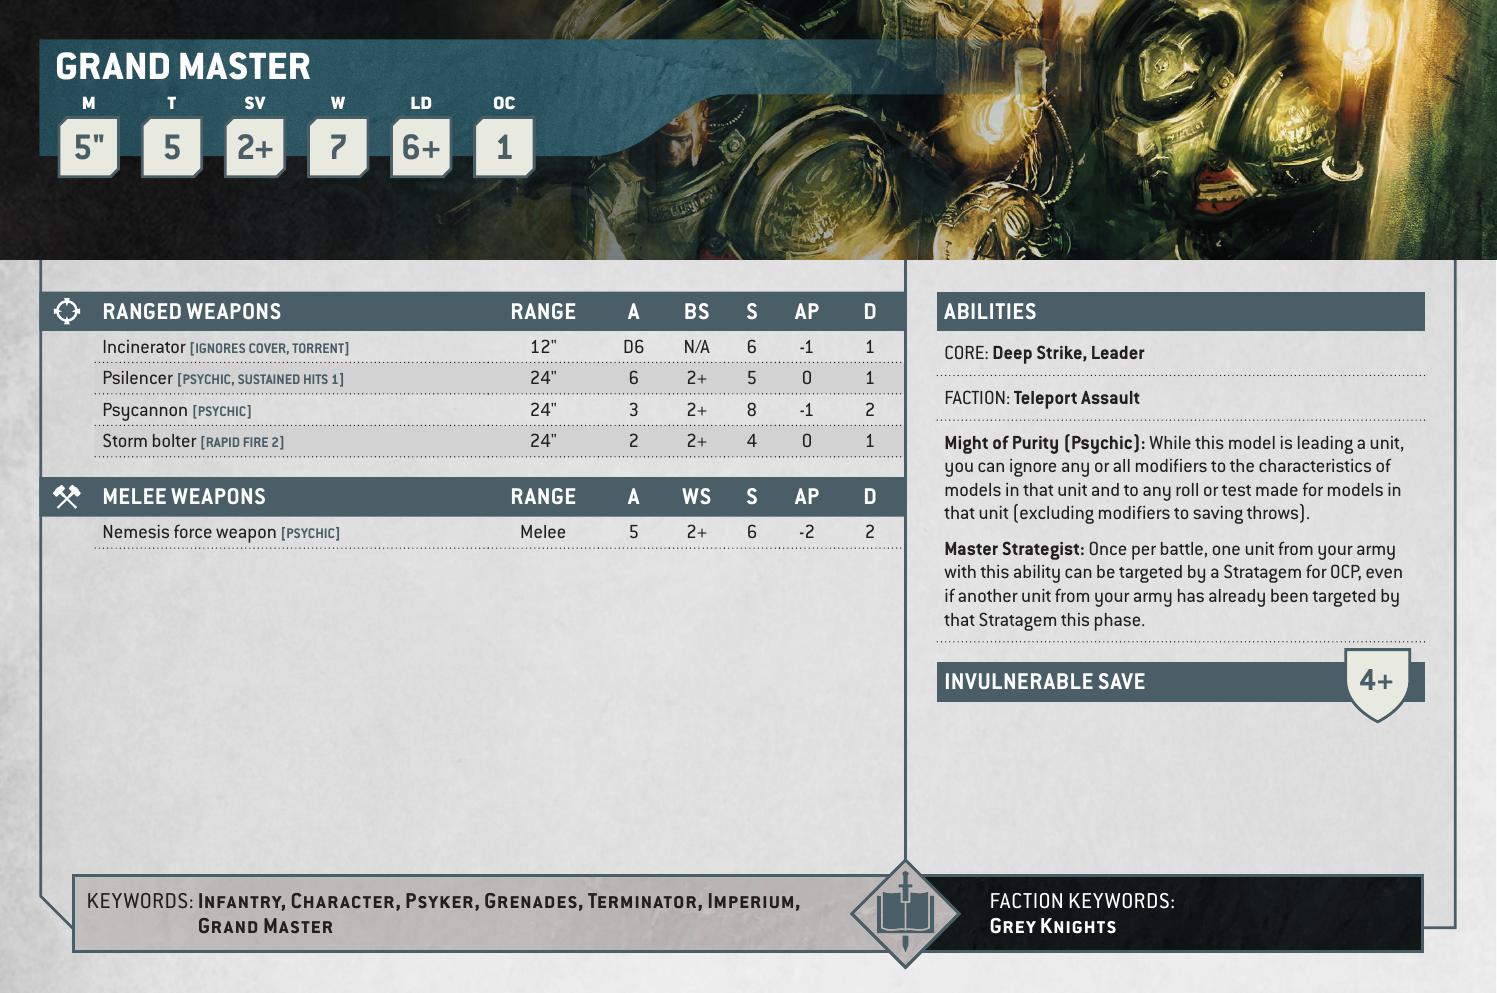 GRAND MASTER
M T SV W LD OC
5" 5 2+ 7 6+ 1
RANGED WEAPONS RANGE A BS S AP D
Incinerator [IGNORES COVER, TORRENT] 12" D6 N/A 6 -1 1
Psilencer [PSYCHIC, SUSTAINED HITS 1] 24" 6 2+ 5 0 1
Psycannon [PSYCHIC] 24" 3 2+ 8 -1 2
Storm bolter [RAPID FIRE 2] 24" 2 2+ 4 0 1
MELEE WEAPONS RANGE A WS S AP D
Nemesis force weapon [PSYCHIC] Melee 5 2+ 6 -2 2
ABILITIES
CORE: Deep Strike, Leader
FACTION: Teleport Assault
Might of Purity (Psychic): While this model is leading a unit,
you can ignore any or all modifiers to the characteristics of
models in that unit and to any roll or test made for models in
that unit (excluding modifiers to saving throws).
Master Strategist: Once per battle, one unit from your army
with this ability can be targeted by a Stratagem for 0CP, even
if another unit from your army has already been targeted by
that Stratagem this phase.
INVULNERABLE SAVE 4+
KEYWORDS: INFANTRY, CHARACTER, PSYKER, GRENADES, TERMINATOR, IMPERIUM,
GRAND MASTER
FACTION KEYWORDS:
GREY KNIGHTS